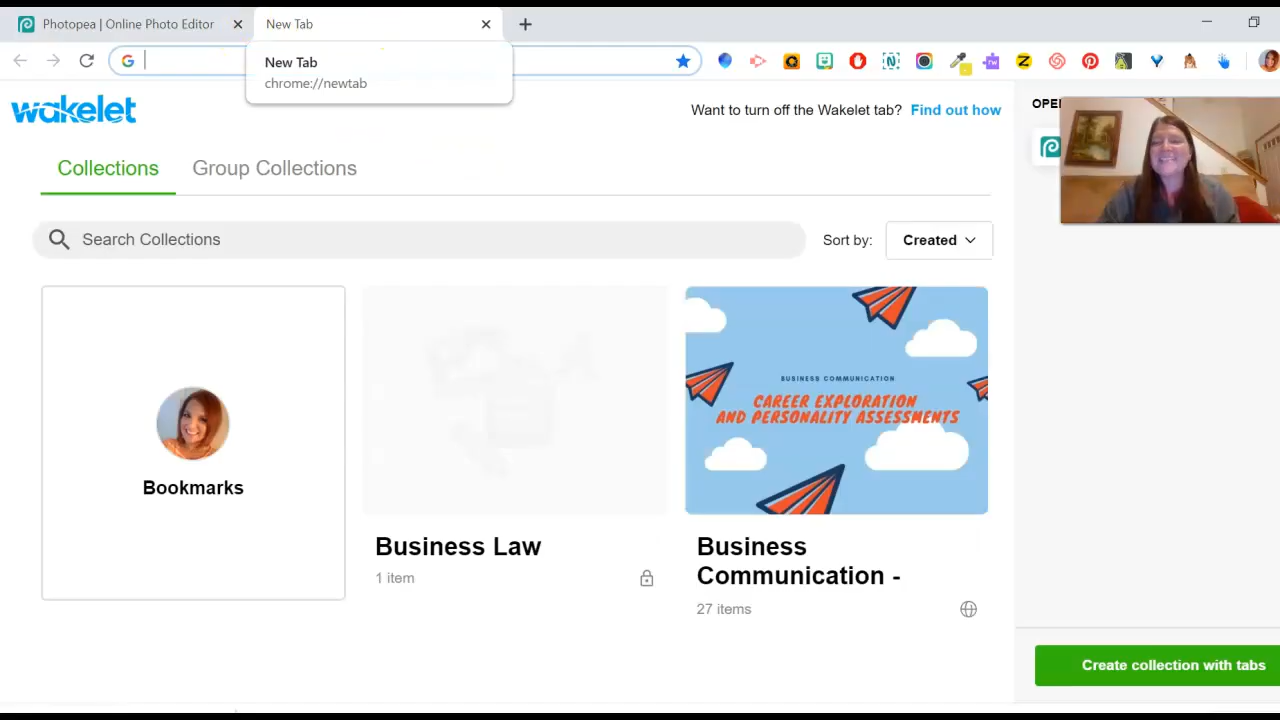 Photopea | Online Photo Editor
New Tab
New Tab
chrome://newtab
wakelet
Want to turn off the Wakelet tab? Find out how
OPE
Collections
Group Collections
Search Collections
Sort by:
Created
Bookmarks
Business Law
1 item
BUSINESS COMMUNICATION
CAREER EXPLORATION
AND PERSONALITY ASSESSMENTS
Business
Communication -
27 items
Create collection with tabs